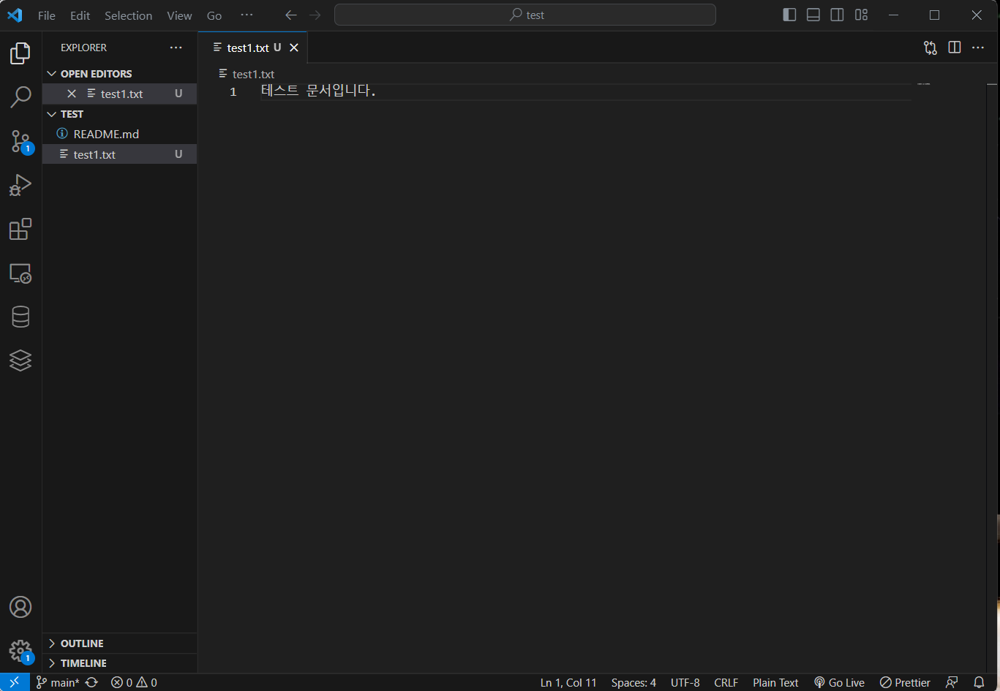 File Edit Selection View Go ··· test
EXPLORER ···
OPEN EDITORS
test1.txt U
TEST
README.md
test1.txt U
1
OUTLINE
TIMELINE
1
test1.txt U
test1.txt
1 테스트 문서입니다.
main* 0 0 Ln 1, Col 11 Spaces: 4 UTF-8 CRLF Plain Text Go Live Prettier